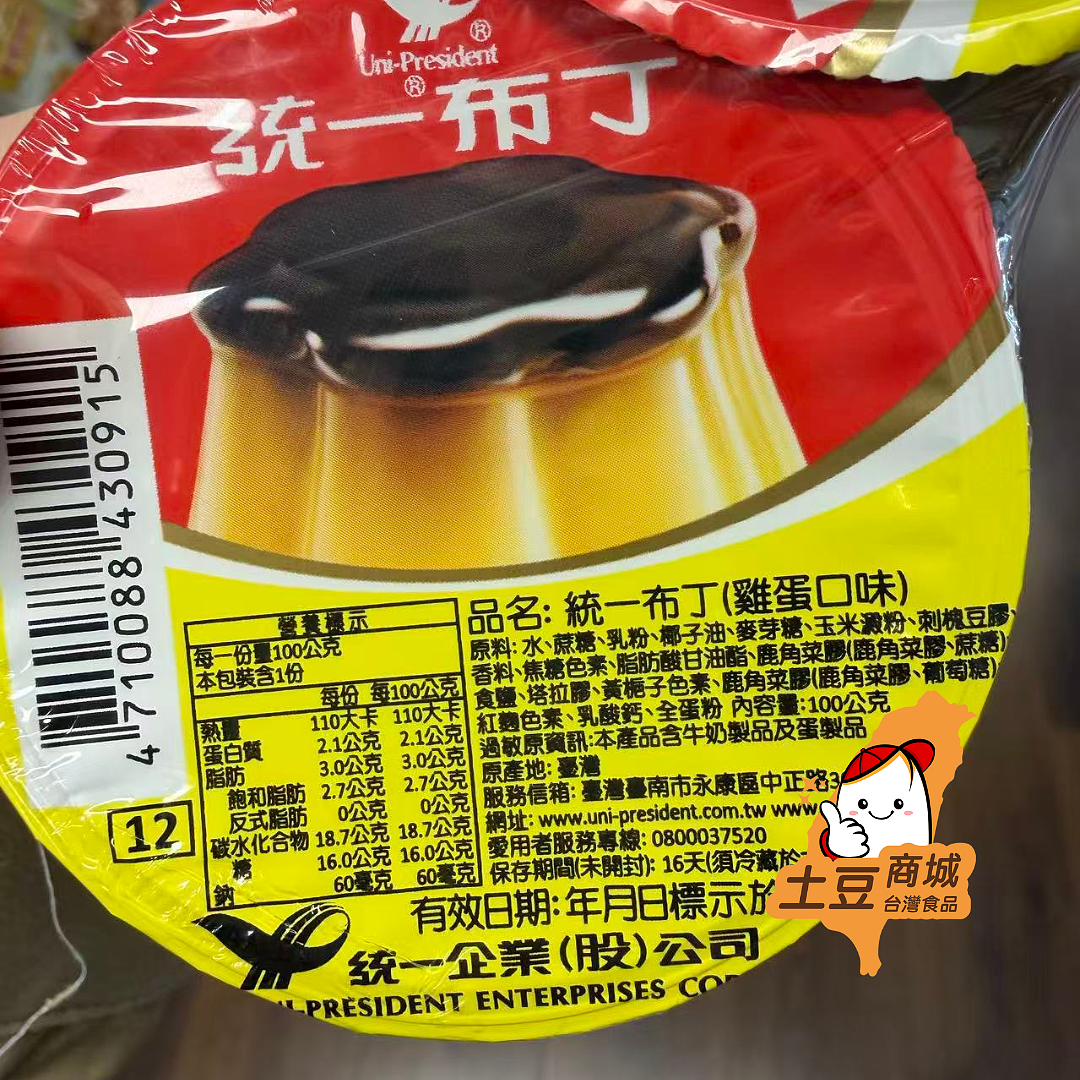 Uni-President®
統一®布丁
4710088430915
營養標示
每一份量100公克
本包裝含1份
每份 每100公克
熱量 110大卡 110大卡
蛋白質 2.1公克 2.1公克
脂肪 3.0公克 3.0公克
飽和脂肪 2.7公克 2.7公克
反式脂肪 0公克 0公克
碳水化合物 18.7公克 18.7公克
糖 16.0公克 16.0公克
鈉 60毫克 60毫克
12
品名: 統一布丁(雞蛋口味)
原料: 水、蔗糖、乳粉、椰子油、麥芽糖、玉米澱粉、刺槐豆膠、
香料、焦糖色素、脂肪酸甘油酯、鹿角菜膠(鹿角菜膠、蔗糖)、
食鹽、塔拉膠、黃梔子色素、鹿角菜膠(鹿角菜膠、葡萄糖)、
紅麴色素、乳酸鈣、全蛋粉 內容量:100公克
過敏原資訊:本產品含牛奶製品及蛋製品
原產地: 臺灣
服務信箱: 臺灣臺南市永康區中正路3
網址: www.uni-president.com.tw www
愛用者服務專線: 0800037520
保存期間(未開封): 16天(須冷藏於
有效日期:年月日標示於
統一企業(股)公司
-PRESIDENT ENTERPRISES CO
土豆商城
台灣食品